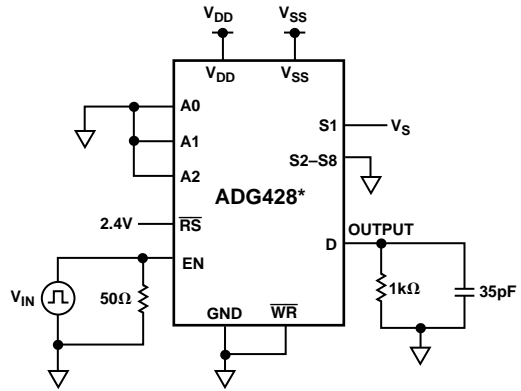 VDD VSS
VDD VSS
A0
A1
A2
S1 VS
S2–S8
ADG428*
2.4V RS
OUTPUT
D
EN
VIN
50Ω
1kΩ
35pF
GND WR